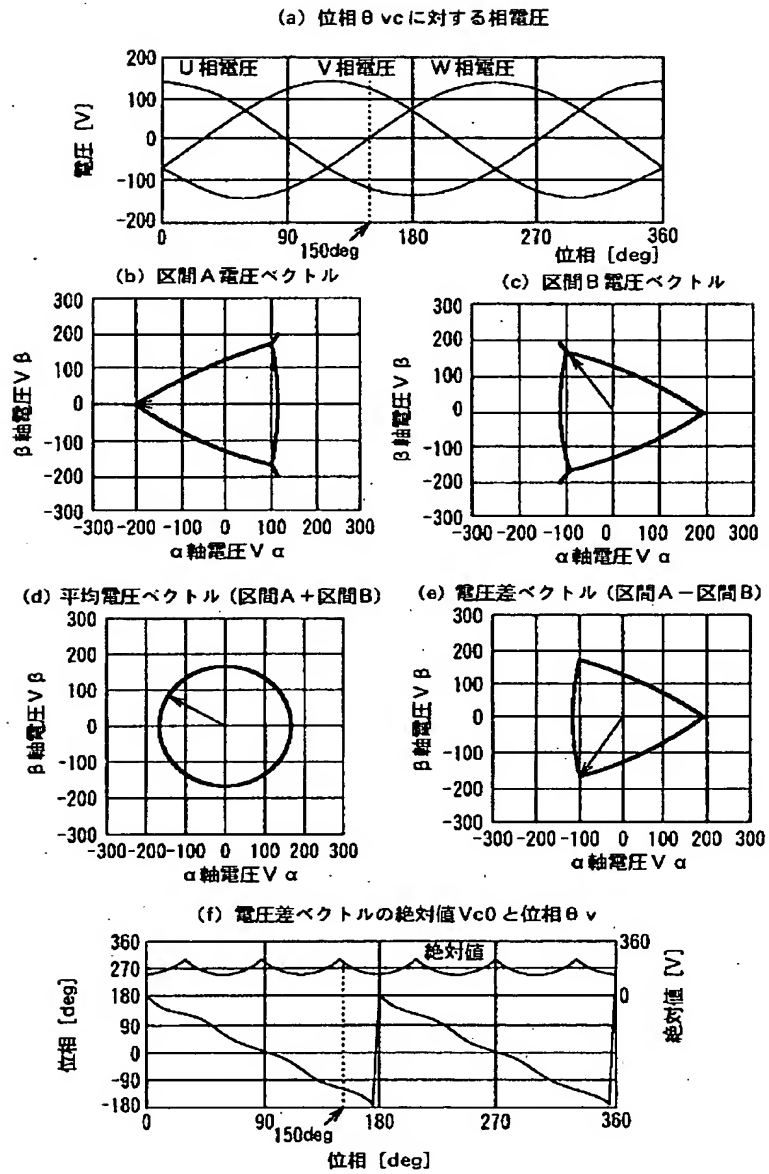 (a) 位相θvcに対する相電圧
U相電圧 V相電圧 W相電圧
電圧 [V]
200
100
0
-100
-200
0 90 180 270 360
150deg
位相 [deg]
(b) 区間A電圧ベクトル
β軸電圧Vβ
300
200
100
0
-100
-200
-300
-300 -200 -100 0 100 200 300
α軸電圧Vα
(c) 区間B電圧ベクトル
β軸電圧Vβ
300
200
100
0
-100
-200
-300
-300 -200 -100 0 100 200 300
α軸電圧Vα
(d) 平均電圧ベクトル (区間A+区間B)
β軸電圧Vβ
300
200
100
0
-100
-200
-300
-300 -200 -100 0 100 200 300
α軸電圧Vα
(e) 電圧差ベクトル (区間A-区間B)
β軸電圧Vβ
300
200
100
0
-100
-200
-300
-300 -200 -100 0 100 200 300
α軸電圧Vα
(f) 電圧差ベクトルの絶対値Vc0と位相θv
位相 [deg]
360
270
180
90
0
-90
-180
絶対値
360
0
絶対値 [V]
0 90 180 270 360
150deg
位相 [deg]